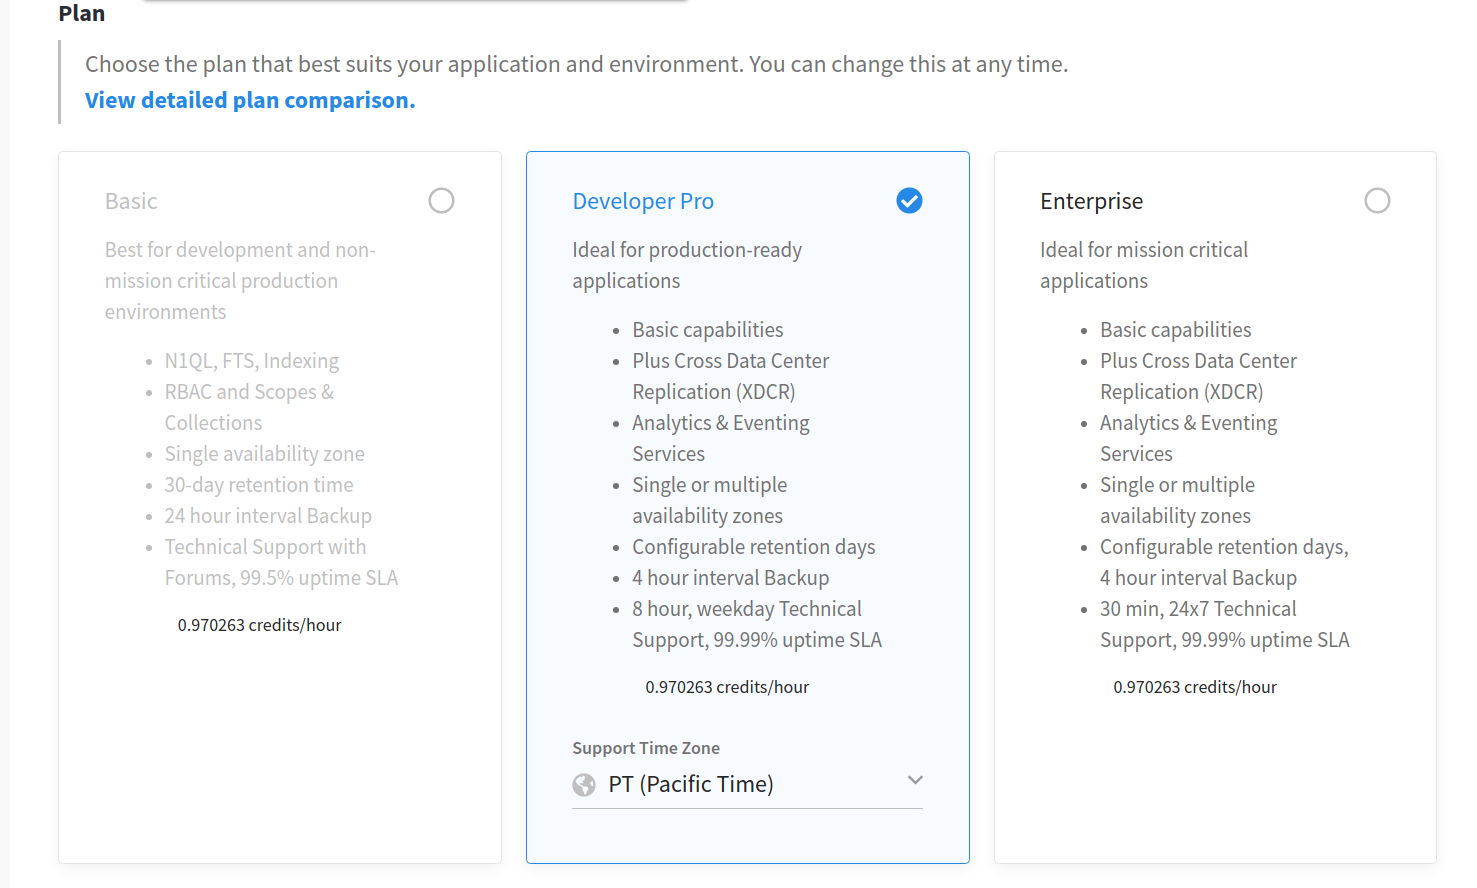 Plan
Choose the plan that best suits your application and environment. You can change this at any time.
View detailed plan comparison.
Basic
Best for development and non-
mission critical production
environments
• N1QL, FTS, Indexing
• RBAC and Scopes &
Collections
• Single availability zone
• 30-day retention time
• 24 hour interval Backup
• Technical Support with
Forums, 99.5% uptime SLA
0.970263 credits/hour
Developer Pro
Ideal for production-ready
applications
• Basic capabilities
• Plus Cross Data Center
Replication (XDCR)
• Analytics & Eventing
Services
• Single or multiple
availability zones
• Configurable retention days
• 4 hour interval Backup
• 8 hour, weekday Technical
Support, 99.99% uptime SLA
0.970263 credits/hour
Support Time Zone
PT (Pacific Time)
Enterprise
Ideal for mission critical
applications
• Basic capabilities
• Plus Cross Data Center
Replication (XDCR)
• Analytics & Eventing
Services
• Single or multiple
availability zones
• Configurable retention days,
4 hour interval Backup
• 30 min, 24x7 Technical
Support, 99.99% uptime SLA
0.970263 credits/hour